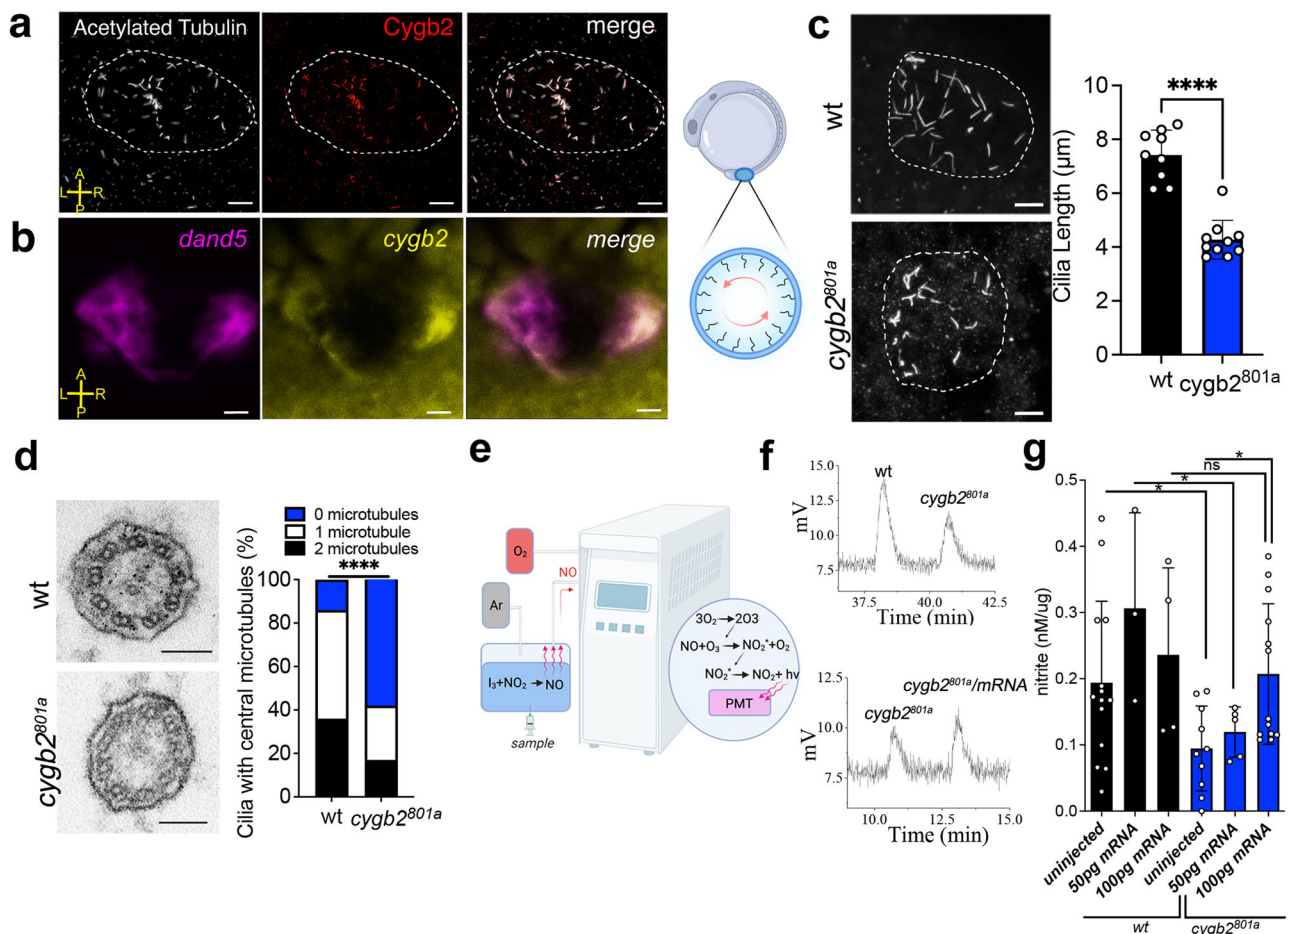 a
Acetylated Tubulin
Cygb2
merge
A
L R
P
b
dand5
cygb2
merge
A
L R
P
c
wt
cygb2801a
Cilia Length (µm)
10
8
6
4
2
0
****
wt
cygb2801a
d
wt
cygb2801a
0 microtubules
1 microtubule
2 microtubules
****
Cilia with central microtubules (%)
100
80
60
40
20
0
wt
cygb2801a
e
O2
NO
Ar
I3+NO2 → NO
sample
3O2 → 2O3
NO+O3 → NO2*+O2
NO2* → NO2+ hv
PMT
f
15.0
12.5
10.0
7.5
mV
wt
cygb2801a
37.5 40.0 42.5
Time (min)
12.5
10.0
7.5
mV
cygb2801a/mRNA
cygb2801a
10.0 12.5 15.0
Time (min)
g
nitrite (nM/ug)
0.5
0.4
0.3
0.2
0.1
0.0
*
ns
*
*
uninjected
50pg mRNA
100pg mRNA
uninjected
50pg mRNA
100pg mRNA
wt
cygb2801a